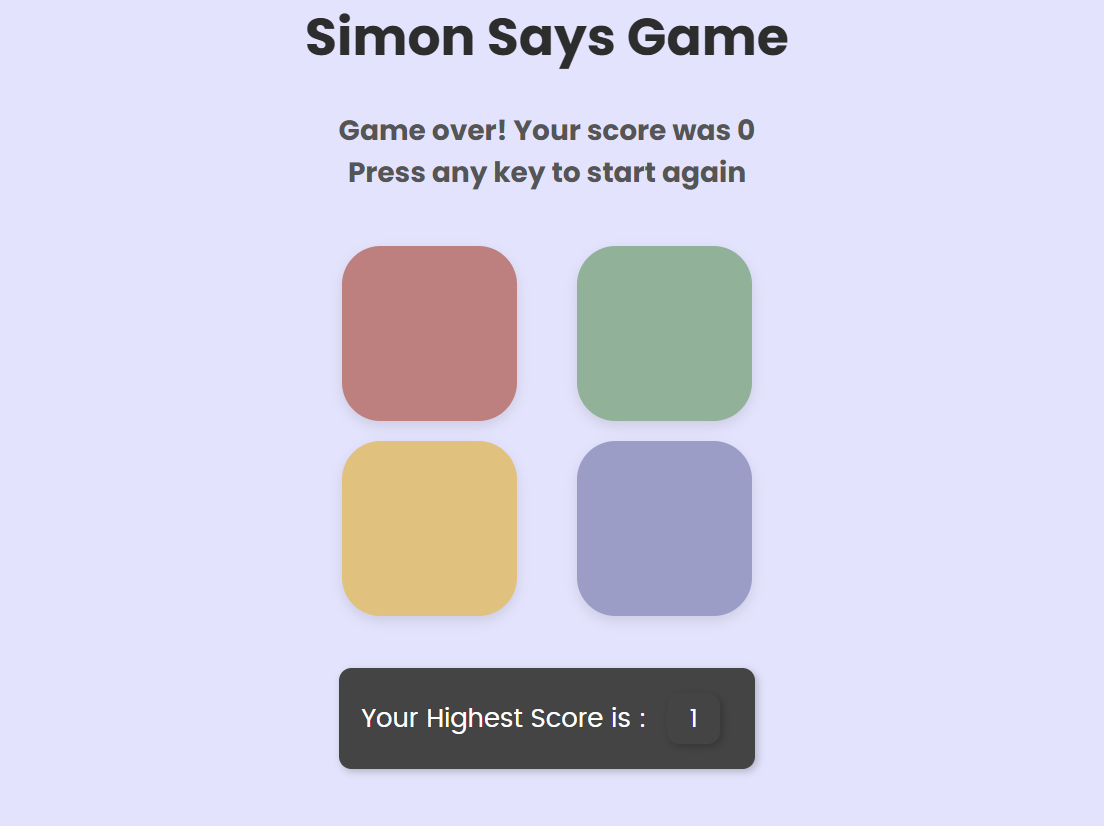 Simon Says Game
Game over! Your score was 0
Press any key to start again
Your Highest Score is : 1